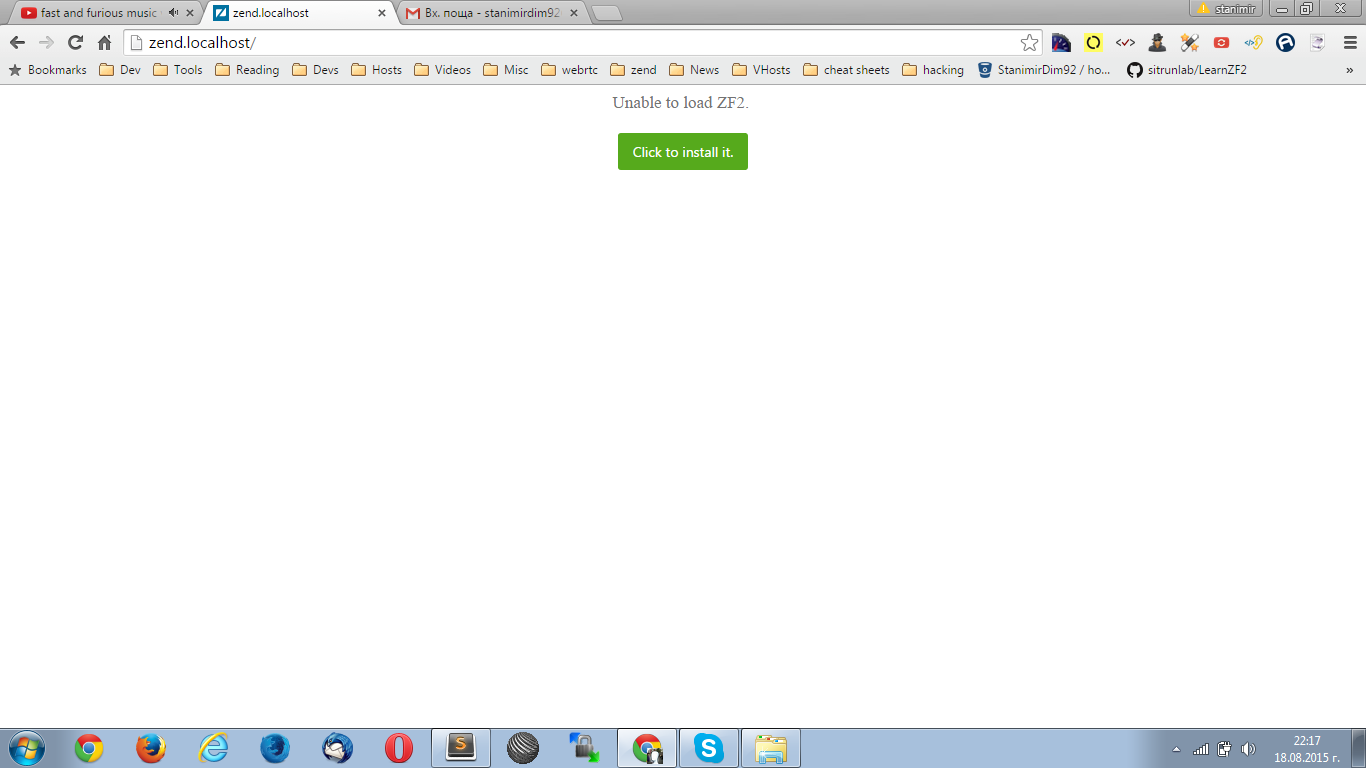 fast and furious music
zend.localhost
Вх. поща - stanimirdim92
stanimir
zend.localhost/
Bookmarks
Dev
Tools
Reading
Devs
Hosts
Videos
Misc
webrtc
zend
News
VHosts
cheat sheets
hacking
StanimirDim92 / ho...
sitrunlab/LearnZF2
»
Unable to load ZF2.
Click to install it.
22:17
18.08.2015 г.